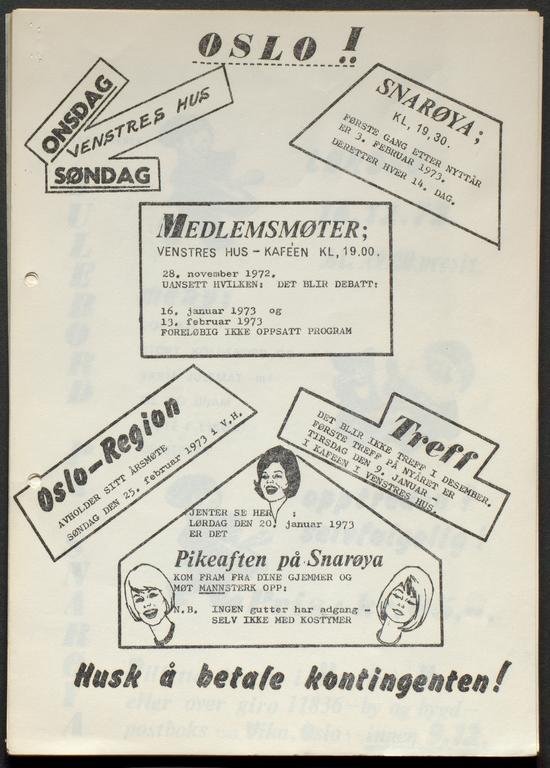 OSLO!!
ONSDAG
VENSTRES HUS
SØNDAG
SNARØYA;
KL, 19.30.
FØRSTE GANG ETTER NYTTÅR
ER 3. FEBRUAR 1973.
DERETTER HVER 14. DAG.
MEDLEMSMØTER;
VENSTRES HUS - KAFÉEN KL, 19.00.
28. november 1972.
UANSETT HVILKEN: DET BLIR DEBATT:
16. januar 1973 og
13. februar 1973
FORELØBIG IKKE OPPSATT PROGRAM
Oslo-Region
AVHOLDER SITT ÅRSMØTE
SØNDAG DEN 25. februar 1973 i V.H.
Treff
DET BLIR IKKE TREFF I DESEMBER.
FØRSTE TREFF PÅ NYÅRET ER
TIRSDAG DEN 9. JANUAR -
I KAFEEN I VENSTRES HUS.
JENTER SE HER :
LØRDAG DEN 20. januar 1973
ER DET
Pikeaften på Snarøya
KOM FRAM FRA DINE GJEMMER OG
MØT MANNSTERK OPP:
N.B. INGEN gutter har adgang -
SELV IKKE MED KOSTYMER
Husk å betale kontingenten!